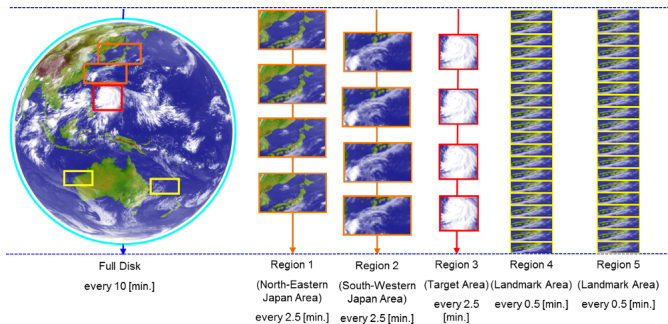 Full Disk
every 10 [min.]
Region 1
(North-Eastern
Japan Area)
every 2.5 [min.]
Region 2
(South-Western
Japan Area)
every 2.5 [min.]
Region 3
(Target Area)
every 2.5
[min.]
Region 4
(Landmark Area)
every 0.5 [min.]
Region 5
(Landmark Area)
every 0.5 [min.]